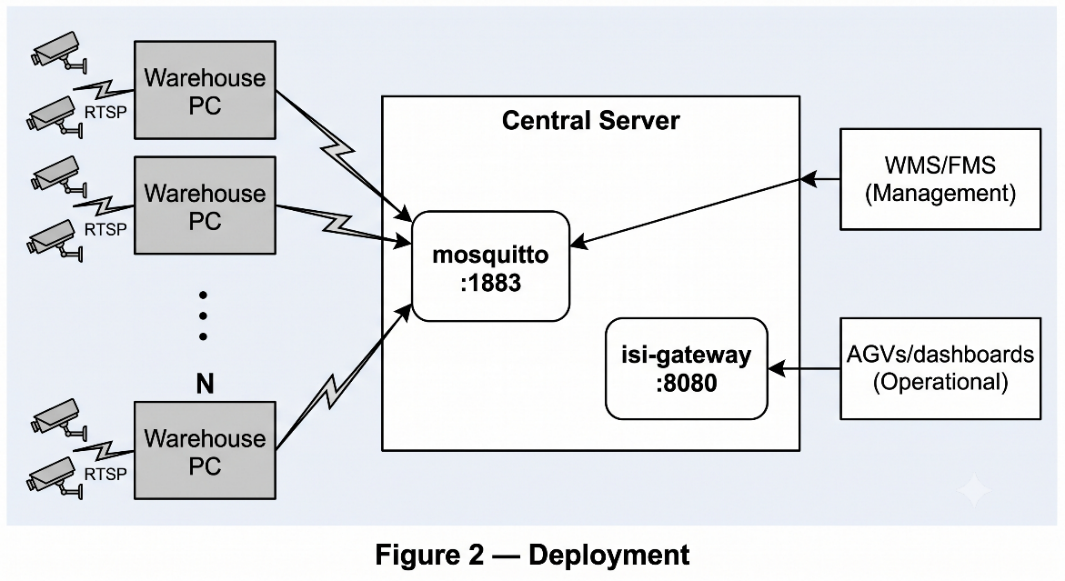 RTSP
Warehouse
PC
RTSP
Warehouse
PC
N
RTSP
Warehouse
PC
Central Server
mosquitto
:1883
isi-gateway
:8080
WMS/FMS
(Management)
AGVs/dashboards
(Operational)
Figure 2 — Deployment